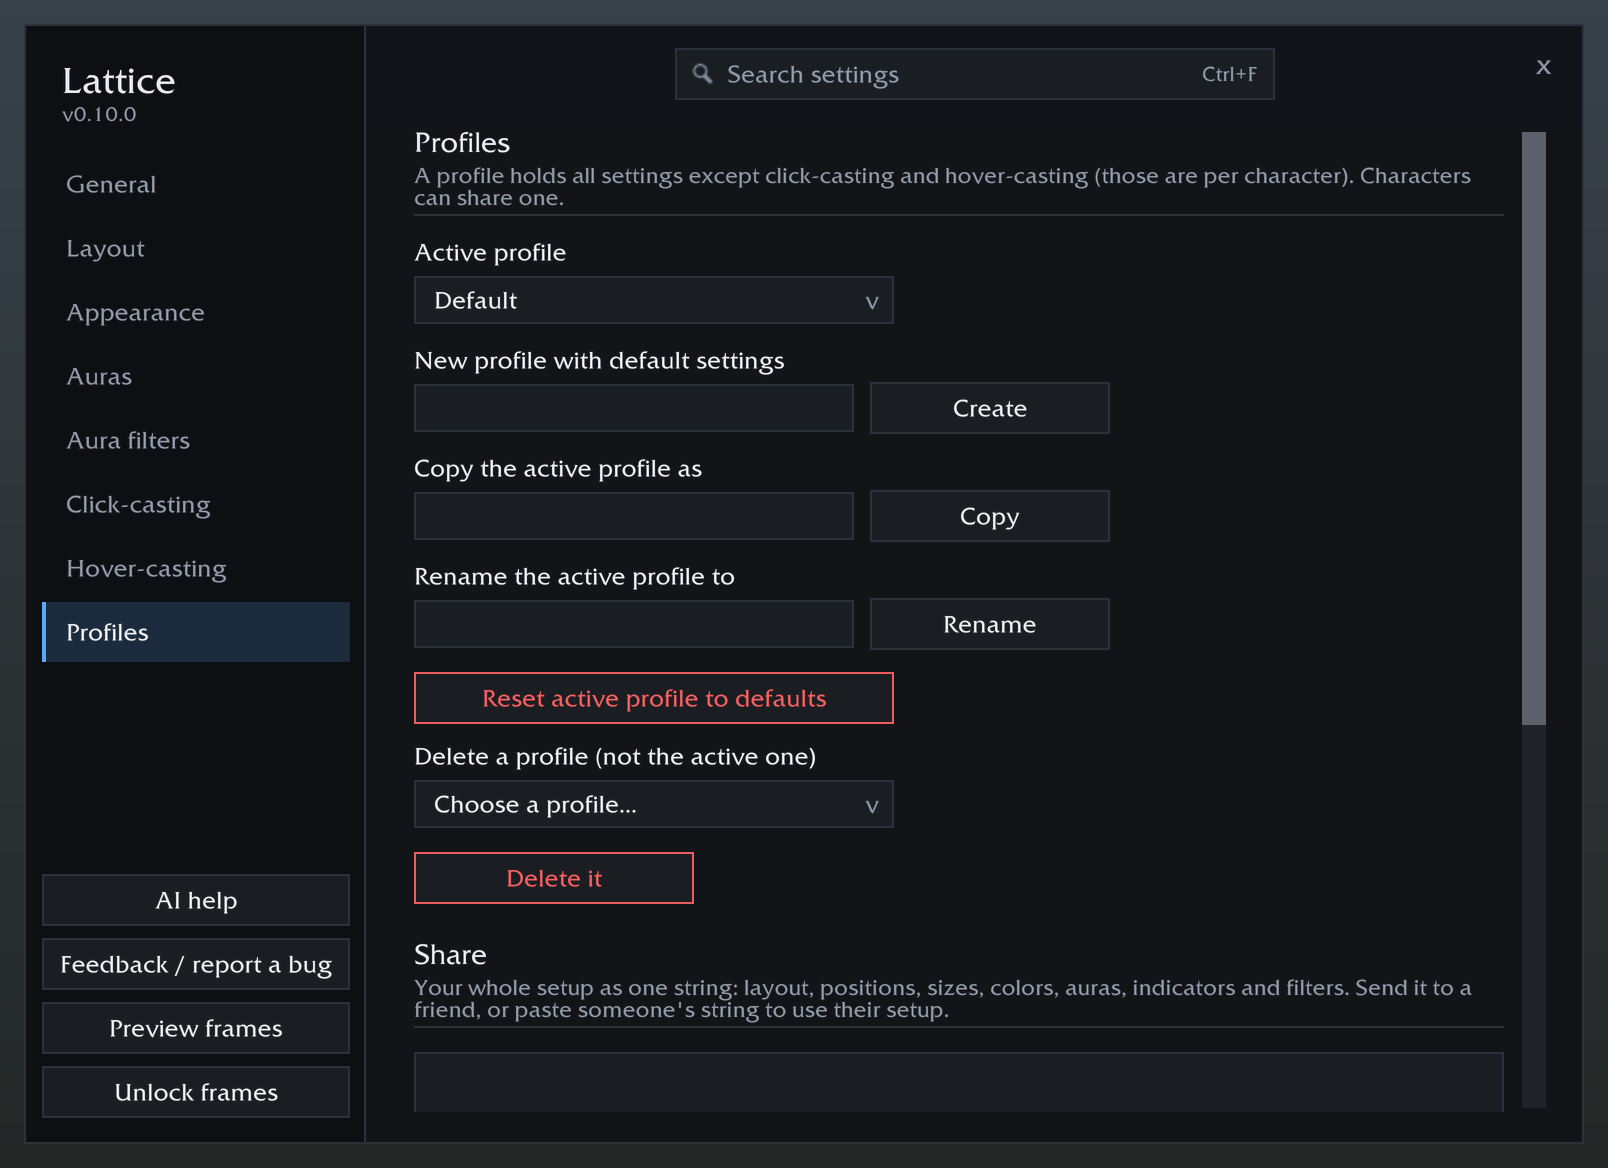 Lattice
v0.10.0
General
Layout
Appearance
Auras
Aura filters
Click-casting
Hover-casting
Profiles
AI help
Feedback / report a bug
Preview frames
Unlock frames
Search settings Ctrl+F
x
Profiles
A profile holds all settings except click-casting and hover-casting (those are per character). Characters
can share one.
Active profile
Default v
New profile with default settings
Create
Copy the active profile as
Copy
Rename the active profile to
Rename
Reset active profile to defaults
Delete a profile (not the active one)
Choose a profile... v
Delete it
Share
Your whole setup as one string: layout, positions, sizes, colors, auras, indicators and filters. Send it to a
friend, or paste someone's string to use their setup.